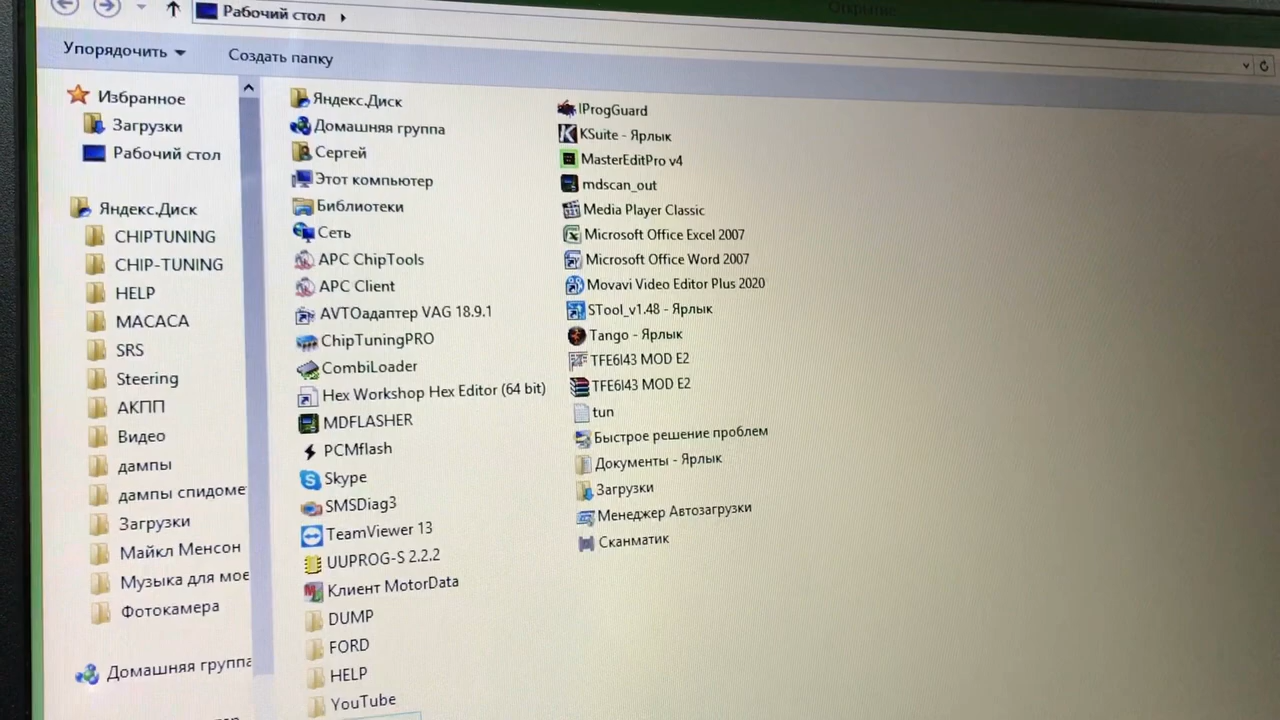 Открытие
Рабочий стол
Упорядочить
Создать папку
Избранное
Загрузки
Рабочий стол
Яндекс.Диск
CHIPTUNING
CHIP-TUNING
HELP
MACACA
SRS
Steering
АКПП
Видео
дампы
дампы спидоме
Загрузки
Майкл Менсон
Музыка для мое
Фотокамера
Домашняя группа
Яндекс.Диск
Домашняя группа
Сергей
Этот компьютер
Библиотеки
Сеть
APC ChipTools
APC Client
AVTОадаптер VAG 18.9.1
ChipTuningPRO
CombiLoader
Hex Workshop Hex Editor (64 bit)
MDFLASHER
PCMflash
Skype
SMSDiag3
TeamViewer 13
UUPROG-S 2.2.2
Клиент MotorData
DUMP
FORD
HELP
YouTube
IProgGuard
KSuite - Ярлык
MasterEditPro v4
mdscan_out
Media Player Classic
Microsoft Office Excel 2007
Microsoft Office Word 2007
Movavi Video Editor Plus 2020
STool_v1.48 - Ярлык
Tango - Ярлык
TFE6I43 MOD E2
TFE6I43 MOD E2
tun
Быстрое решение проблем
Документы - Ярлык
Загрузки
Менеджер Автозагрузки
Сканматик